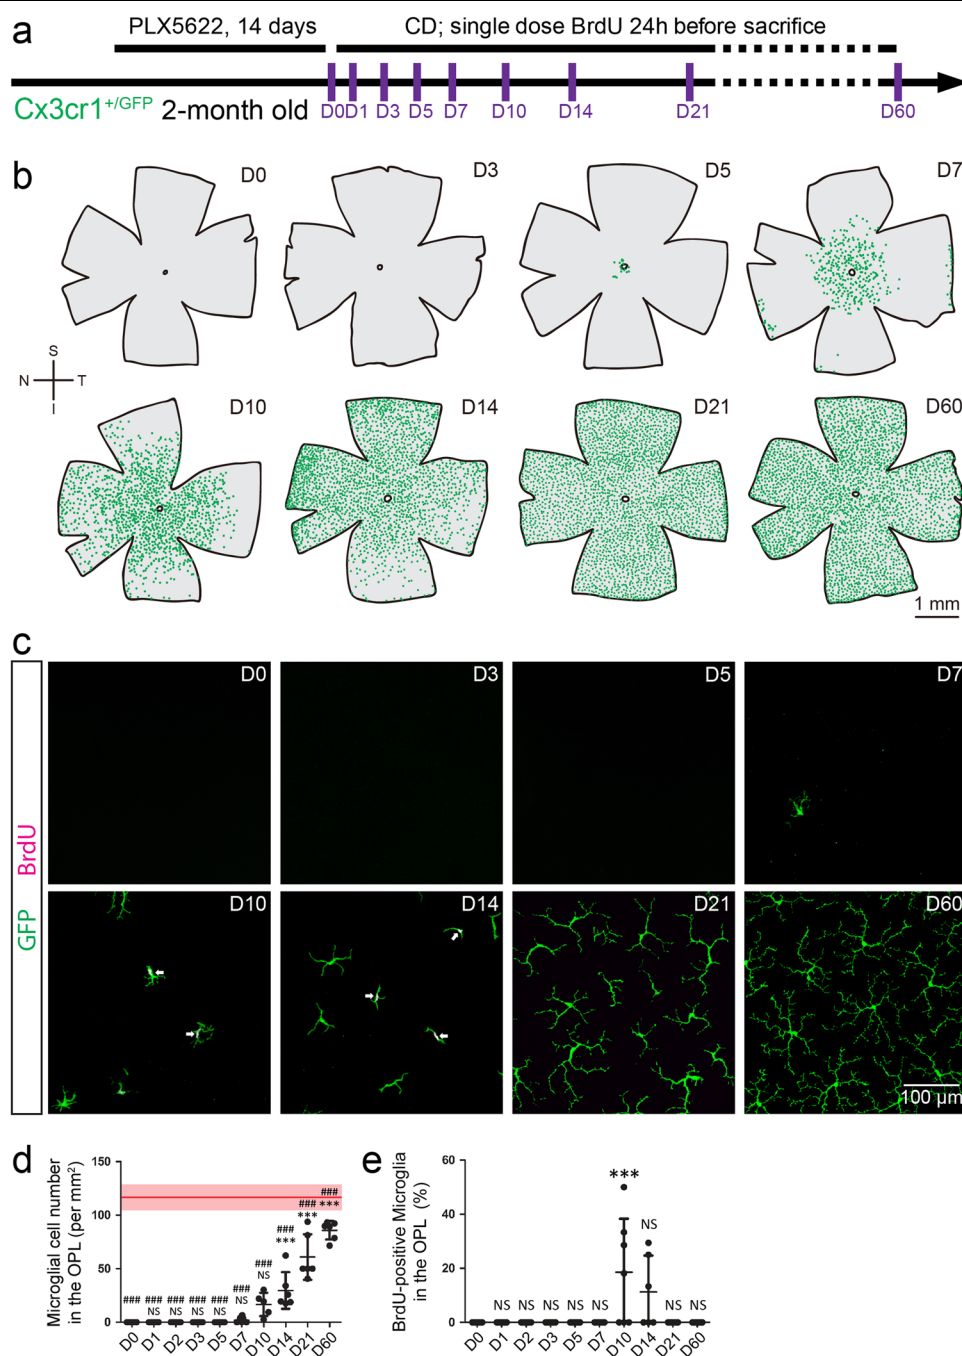 a
PLX5622, 14 days
CD; single dose BrdU 24h before sacrifice
Cx3cr1+/GFP 2-month old
D0 D1 D3 D5 D7 D10 D14 D21 D60
b
D0 D3 D5 D7
S
N T
I
D10 D14 D21 D60
1 mm
c
GFP BrdU
D0 D3 D5 D7
D10 D14 D21 D60
100 μm
d
Microglial cell number
in the OPL (per mm²)
150
100
50
0
### ### ### ### ### ### ### ### ### ###
NS NS NS NS NS NS *** *** ***
D0 D1 D2 D3 D5 D7 D10 D14 D21 D60
e
BrdU-positive Microglia
in the OPL (%)
60
40
20
0
NS NS NS NS NS *** NS NS NS
D0 D1 D2 D3 D5 D7 D10 D14 D21 D60